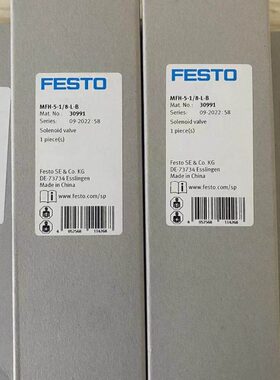 FESTO
MFH-5-1/8-L-B
Mat. No.: 30991
Series: 09-2022: 58
Solenoid valve
1 piece(s)
Festo SE & Co. KG
DE-73734 Esslingen
Made in China
www.festo.com/sp
FESTO
MFH-5-1/8-L-B
Mat. No.: 30991
Series: 09-2022: 58
Solenoid valve
1 piece(s)
Festo SE & Co. KG
DE-73734 Esslingen
Made in China
www.festo.com/sp